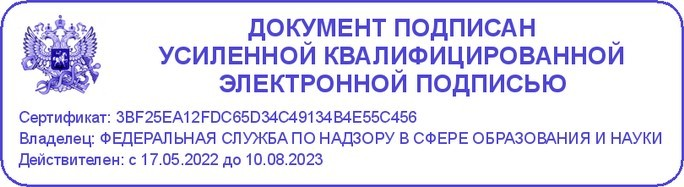 ДОКУМЕНТ ПОДПИСАН
УСИЛЕННОЙ КВАЛИФИЦИРОВАННОЙ
ЭЛЕКТРОННОЙ ПОДПИСЬЮ
Сертификат: 3BF25EA12FDC65D34C49134B4E55C456
Владелец: ФЕДЕРАЛЬНАЯ СЛУЖБА ПО НАДЗОРУ В СФЕРЕ ОБРАЗОВАНИЯ И НАУКИ
Действителен: с 17.05.2022 до 10.08.2023